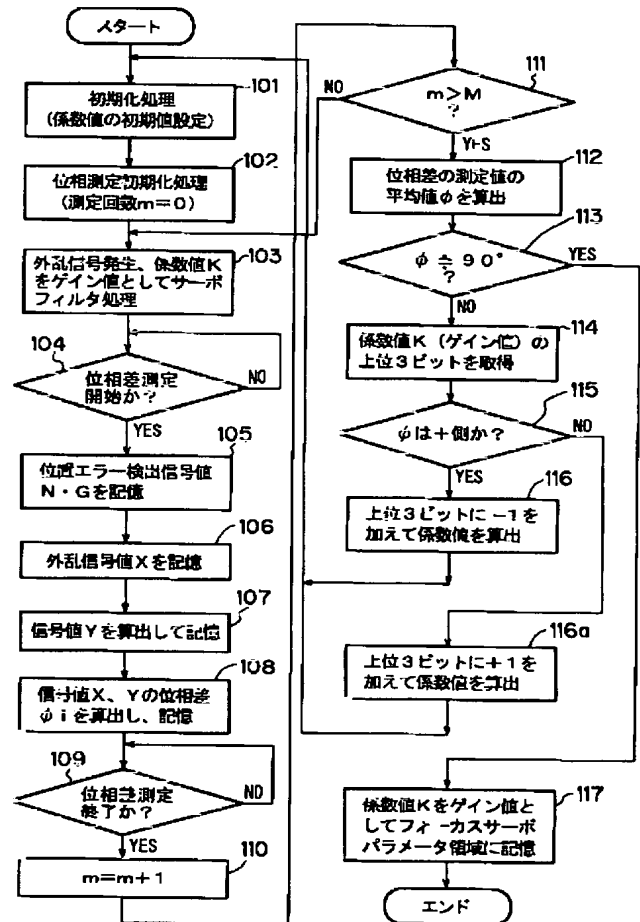 スタート
101
初期化処理
(係数値の初期値設定)
102
位相測定初期化処理
(測定回数m=0)
103
外乱信号発生、係数値K
をゲイン値としてサーボ
フィルタ処理
104
位相差測定
開始か?
NO
YES
105
位置エラー検出信号値
N・Gを記憶
106
外乱信号値Xを記憶
107
信号値Yを算出して記憶
108
信号値X、Yの位相差
φiを算出し、記憶
109
位相差測定
終了か?
NO
YES
110
m=m+1
111
m>M
?
NO
YES
112
位相差の測定値の
平均値φを算出
113
φ≒90°
?
YES
NO
114
係数値K(ゲイン値)の
上位3ビットを取得
115
φは+側か?
NO
YES
116
上位3ビットに-1を
加えて係数値を算出
116a
上位3ビットに+1を
加えて係数値を算出
117
係数値Kをゲイン値と
してフォーカスサーボ
パラメータ領域に記憶
エンド